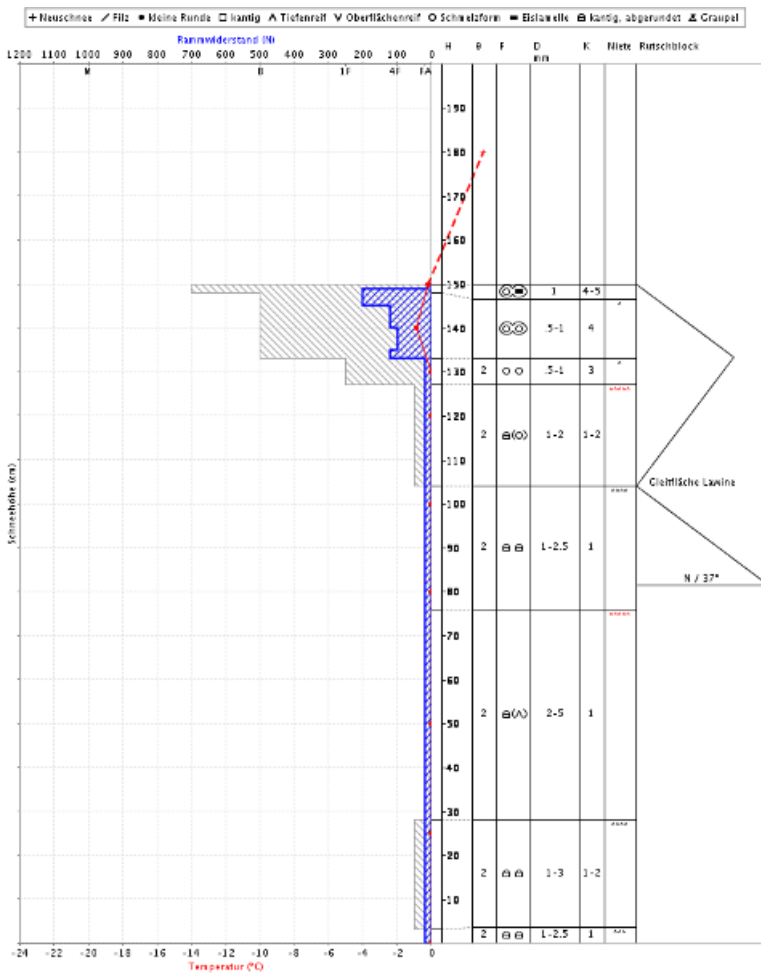 + Neuschnee / Filz ● kleine Runde □ kantig Λ Tiefenreif V Oberflächenreif O Schmelzform ▬ Eislamelle kantig, abgerundet Graupel
Rammwiderstand (N)
1200 1100 1000 900 800 700 600 500 400 300 200 100 0 H θ F D K Niete Rutschblock
mm
M B 1F 4F FA
190
180
170
160
150 1 4-5
140 .5-1 4
130 2 .5-1 3
120
2 1-2 1-2
110
Gleitfläche Lawine
100
90 2 1-2.5 1
N / 37°
80
70
60
2 2-5 1
50
40
30
20
2 1-3 1-2
10
2 1-2.5 1
-24 -22 -20 -18 -16 -14 -12 -10 -8 -6 -4 -2 0
Temperatur (°C)
Schneehöhe (cm)